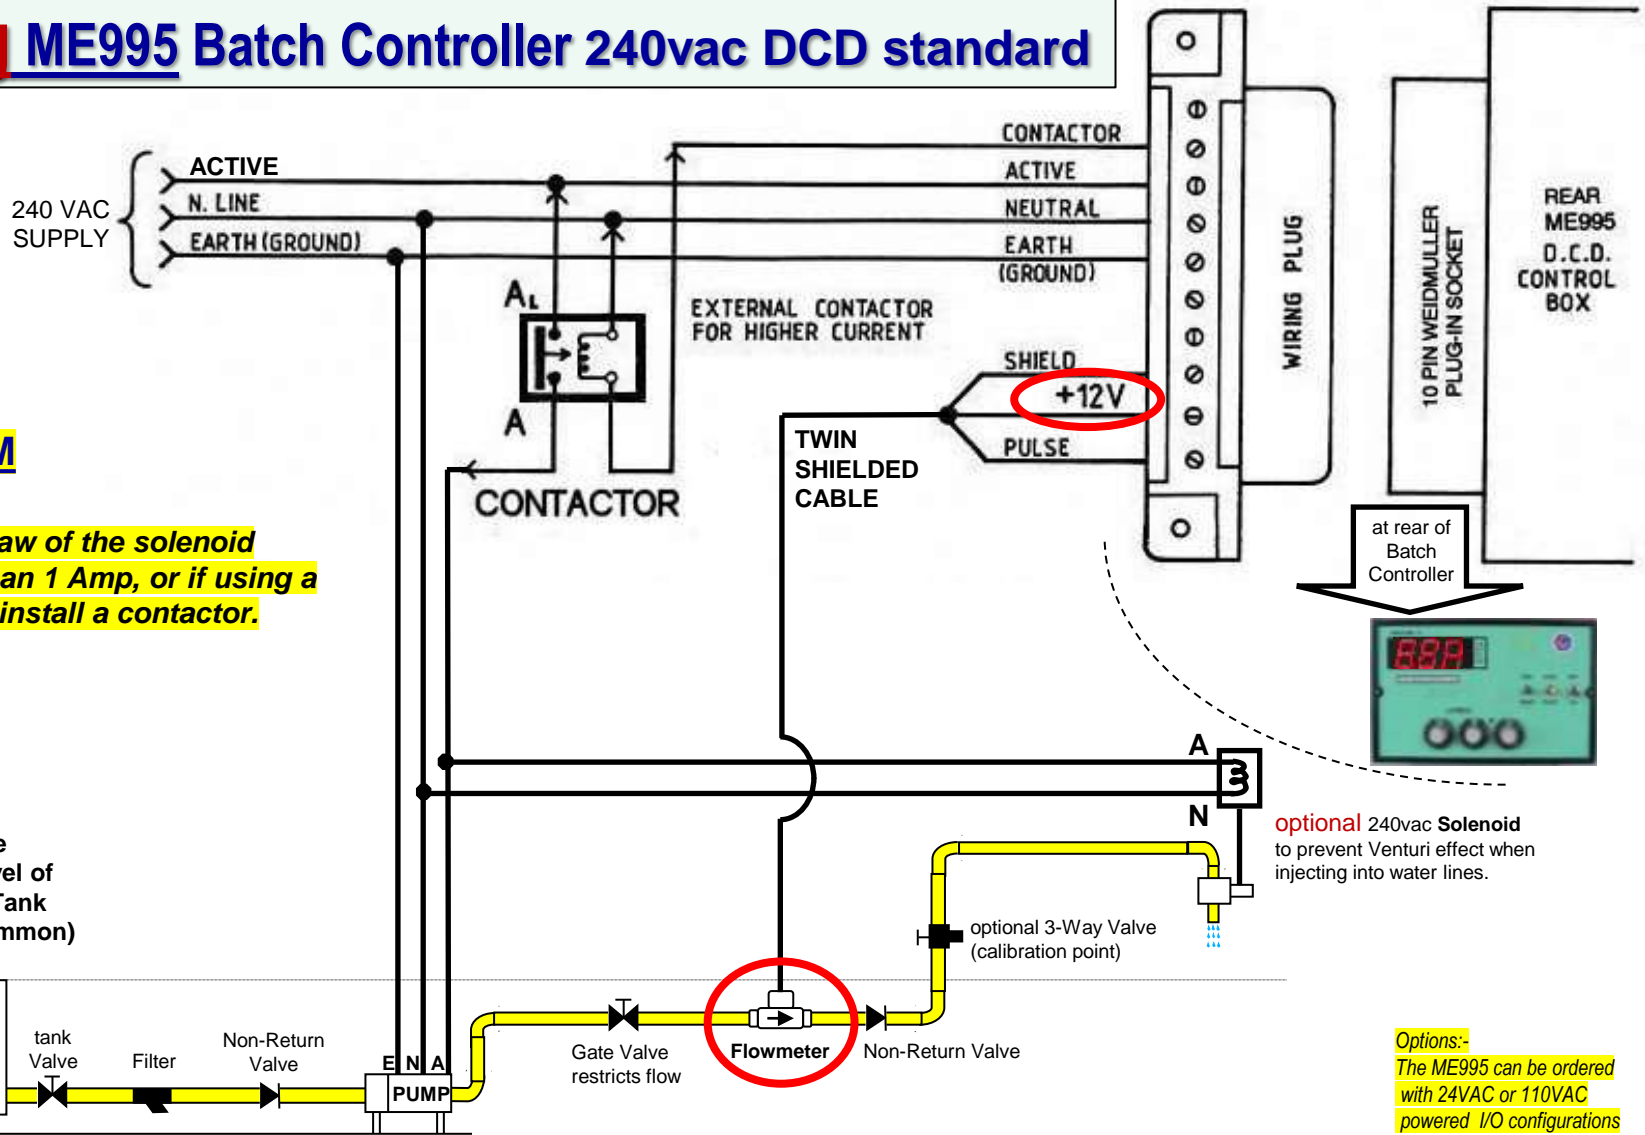 ME995 Batch Controller 240vac DCD standard
CONTACTOR
ACTIVE
ACTIVE
240 VAC
SUPPLY
N. LINE
NEUTRAL
EARTH (GROUND)
EARTH
(GROUND)
AL
EXTERNAL CONTACTOR
FOR HIGHER CURRENT
A
CONTACTOR
SHIELD
+12V
PULSE
TWIN
SHIELDED
CABLE
WIRING PLUG
10 PIN WEIDMULLER
PLUG-IN SOCKET
REAR
ME995
D.C.D.
CONTROL
BOX
M
aw of the solenoid
an 1 Amp, or if using a
install a contactor.
at rear of
Batch
Controller
A
N
optional 240vac Solenoid
to prevent Venturi effect when
injecting into water lines.
e
vel of
Tank
mmon)
optional 3-Way Valve
(calibration point)
tank
Valve
Filter
Non-Return
Valve
E N A
PUMP
Gate Valve
restricts flow
Flowmeter
Non-Return Valve
Options:-
The ME995 can be ordered
with 24VAC or 110VAC
powered I/O configurations